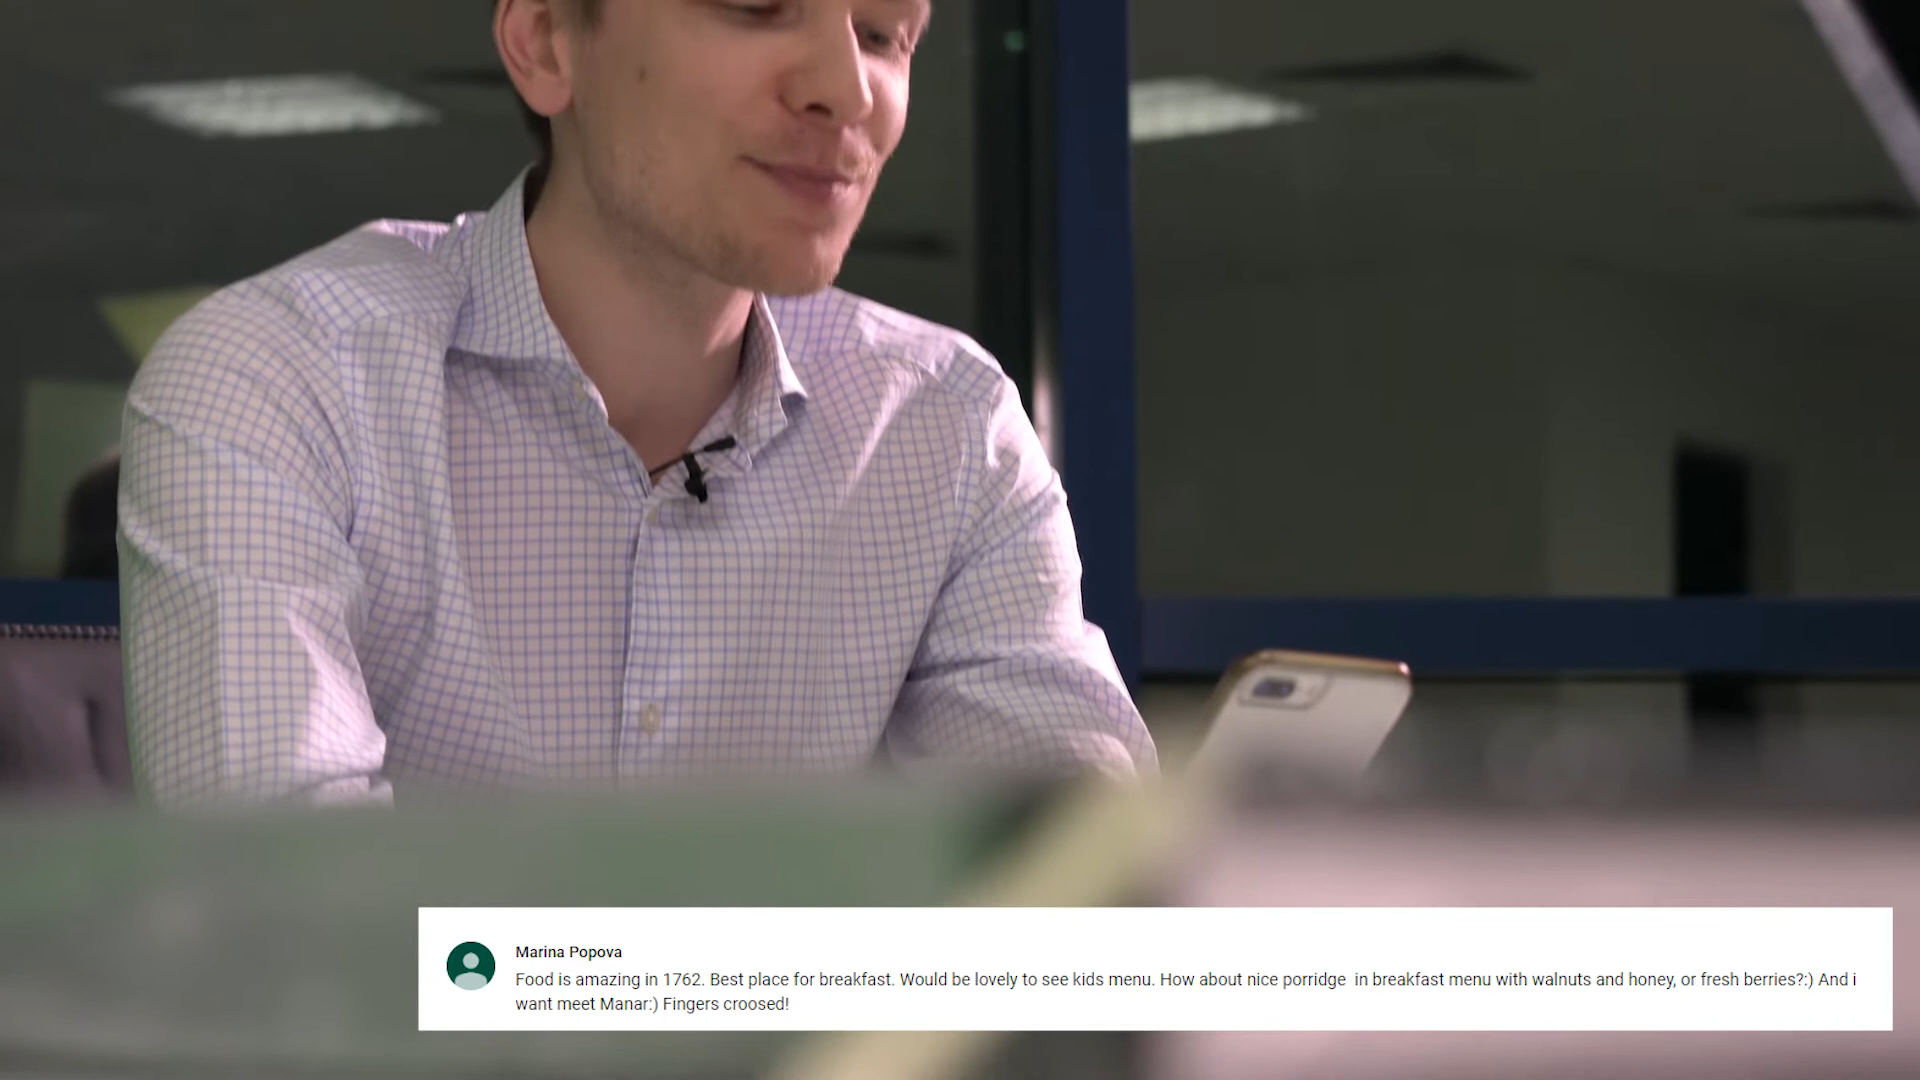 Marina Popova
Food is amazing in 1762. Best place for breakfast. Would be lovely to see kids menu. How about nice porridge  in breakfast menu with walnuts and honey, or fresh berries?:) And i
want meet Manar:) Fingers croosed!